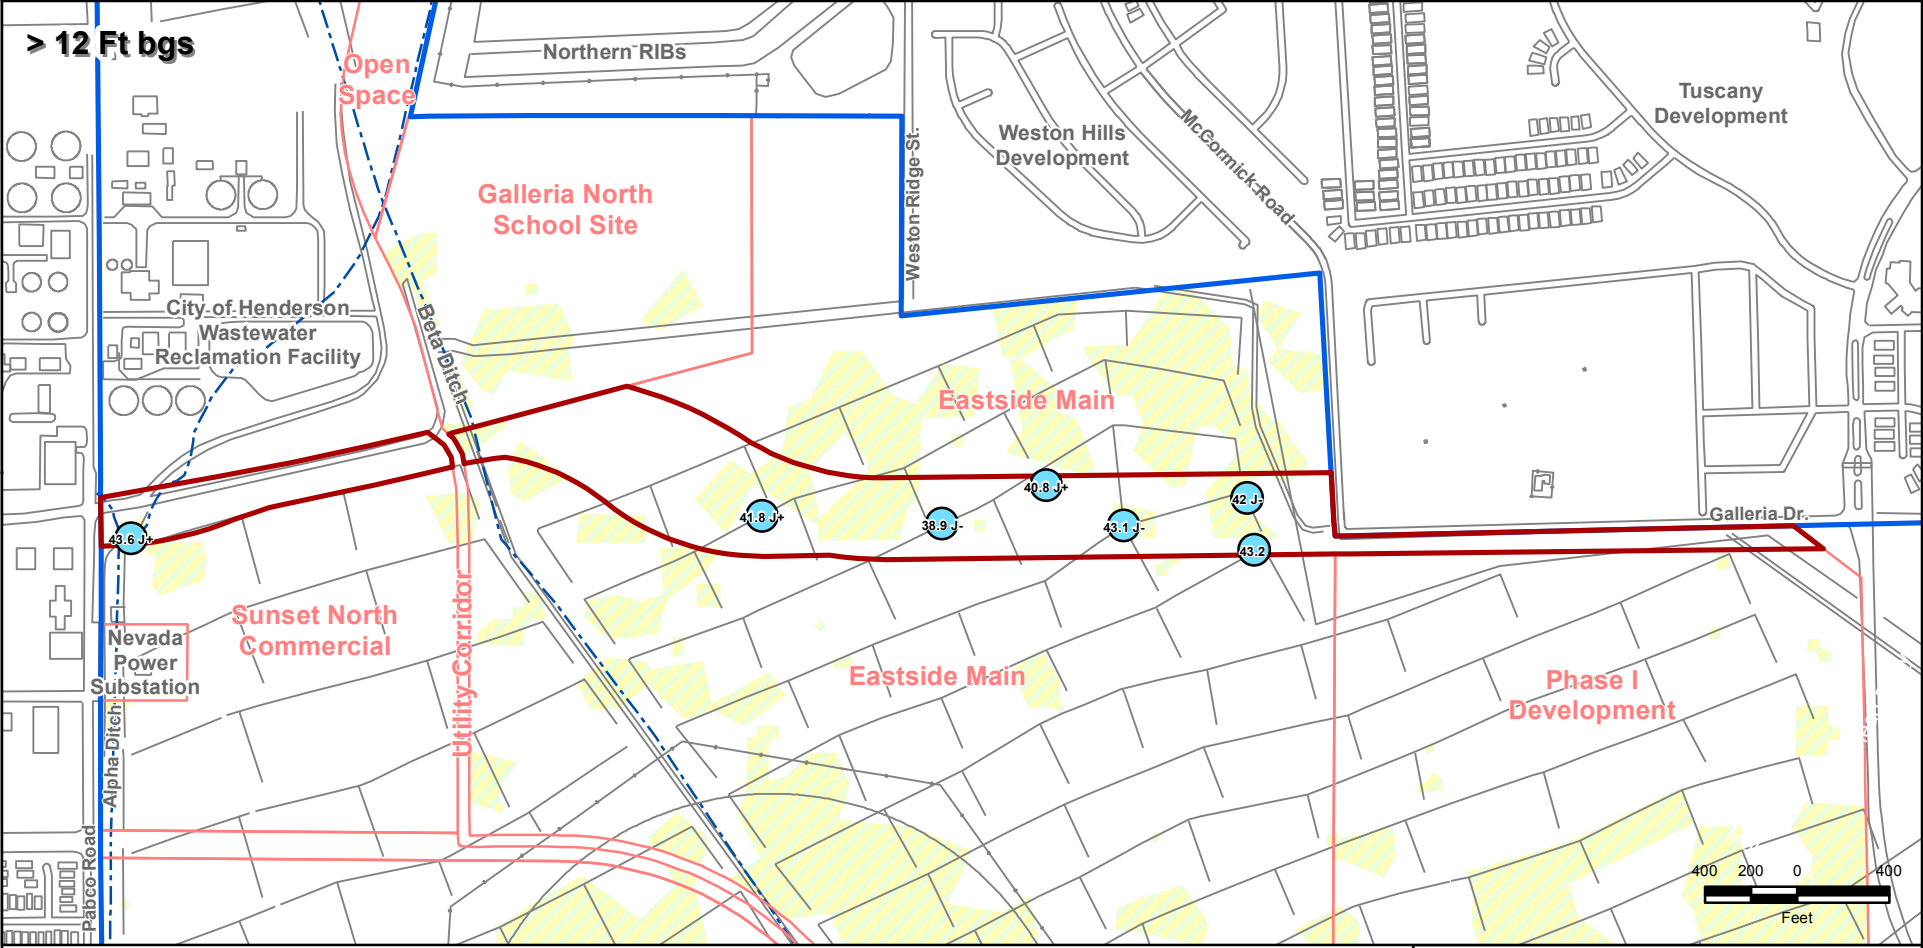 > 12 Ft bgs
Open
Space
Northern RIBs
Tuscany
Development
Weston Hills
Development
McCormick Road
Weston Ridge St.
Galleria North
School Site
City of Henderson
Wastewater
Reclamation Facility
Beta Ditch
Eastside Main
40.8 J+
42 J-
41.8 J+
38.9 J-
43.1 J-
43.6 J+
43.2
Galleria Dr.
Sunset North
Commercial
Nevada
Power
Substation
Utility Corridor
Eastside Main
Phase I
Development
Alpha Ditch
Pabco Road
400 200 0 400
Feet